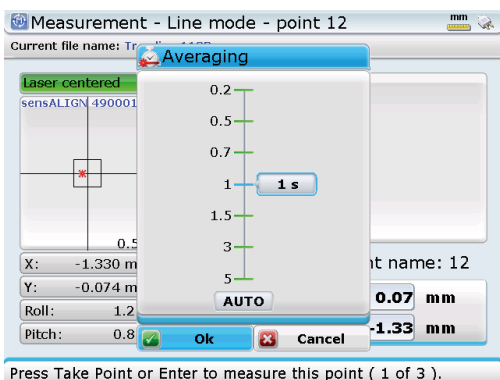 Measurement - Line mode - point 12
mm
Current file name:
Averaging
Laser centered
sensALIGN 490001
0.2
0.5
0.7
1
1 s
1.5
3
5
AUTO
0.5
X: -1.330 m
nt name: 12
Y: -0.074 m
0.07 mm
Roll: 1.2
-1.33 mm
Pitch: 0.8
Ok
Cancel
Press Take Point or Enter to measure this point ( 1 of 3 ).